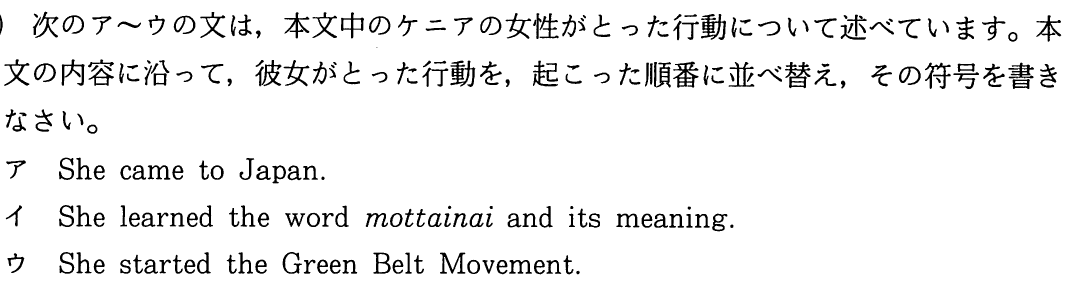 ) 次のア〜ウの文は，本文中のケニアの女性がとった行動について述べています。本
文の内容に沿って，彼女がとった行動を，起こった順番に並べ替え，その符号を書き
なさい。
ア She came to Japan.
イ She learned the word mottainai and its meaning.
ウ She started the Green Belt Movement.